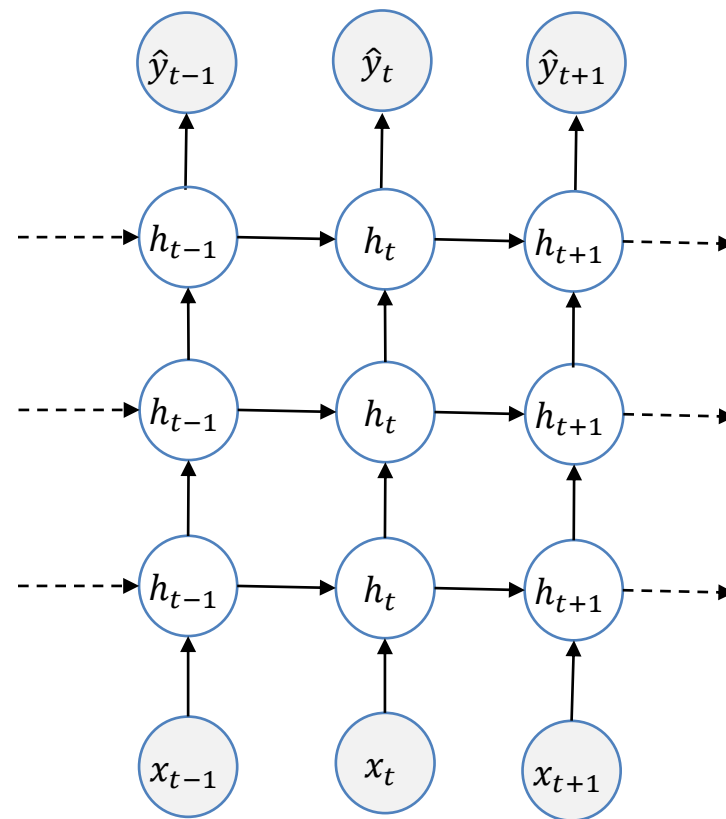 ŷ_{t−1} ŷ_t ŷ_{t+1}
h_{t−1} h_t h_{t+1}
h_{t−1} h_t h_{t+1}
h_{t−1} h_t h_{t+1}
x_{t−1} x_t x_{t+1}